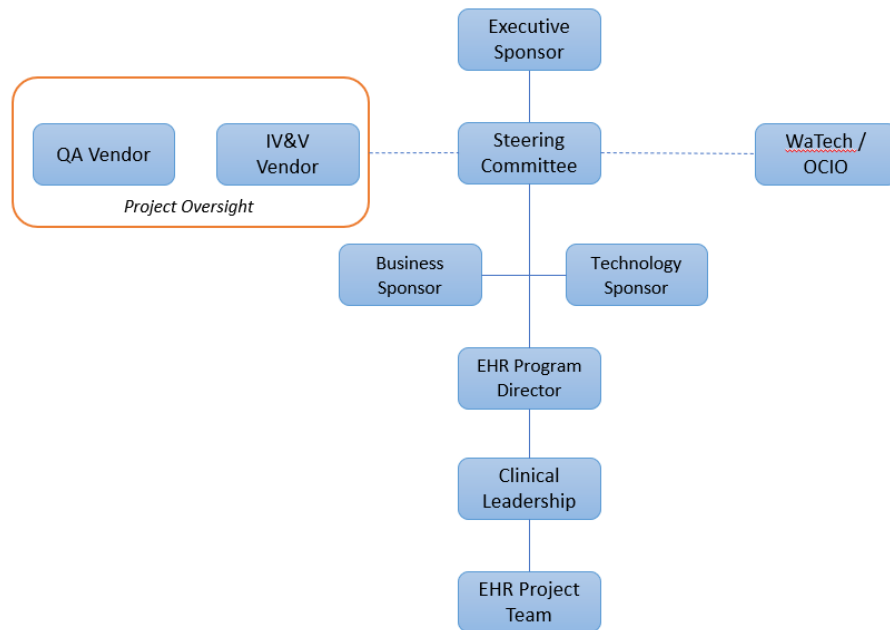 Executive
Sponsor
QA Vendor
IV&V
Vendor
Project Oversight
Steering
Committee
WaTech /
OCIO
Business
Sponsor
Technology
Sponsor
EHR Program
Director
Clinical
Leadership
EHR Project
Team